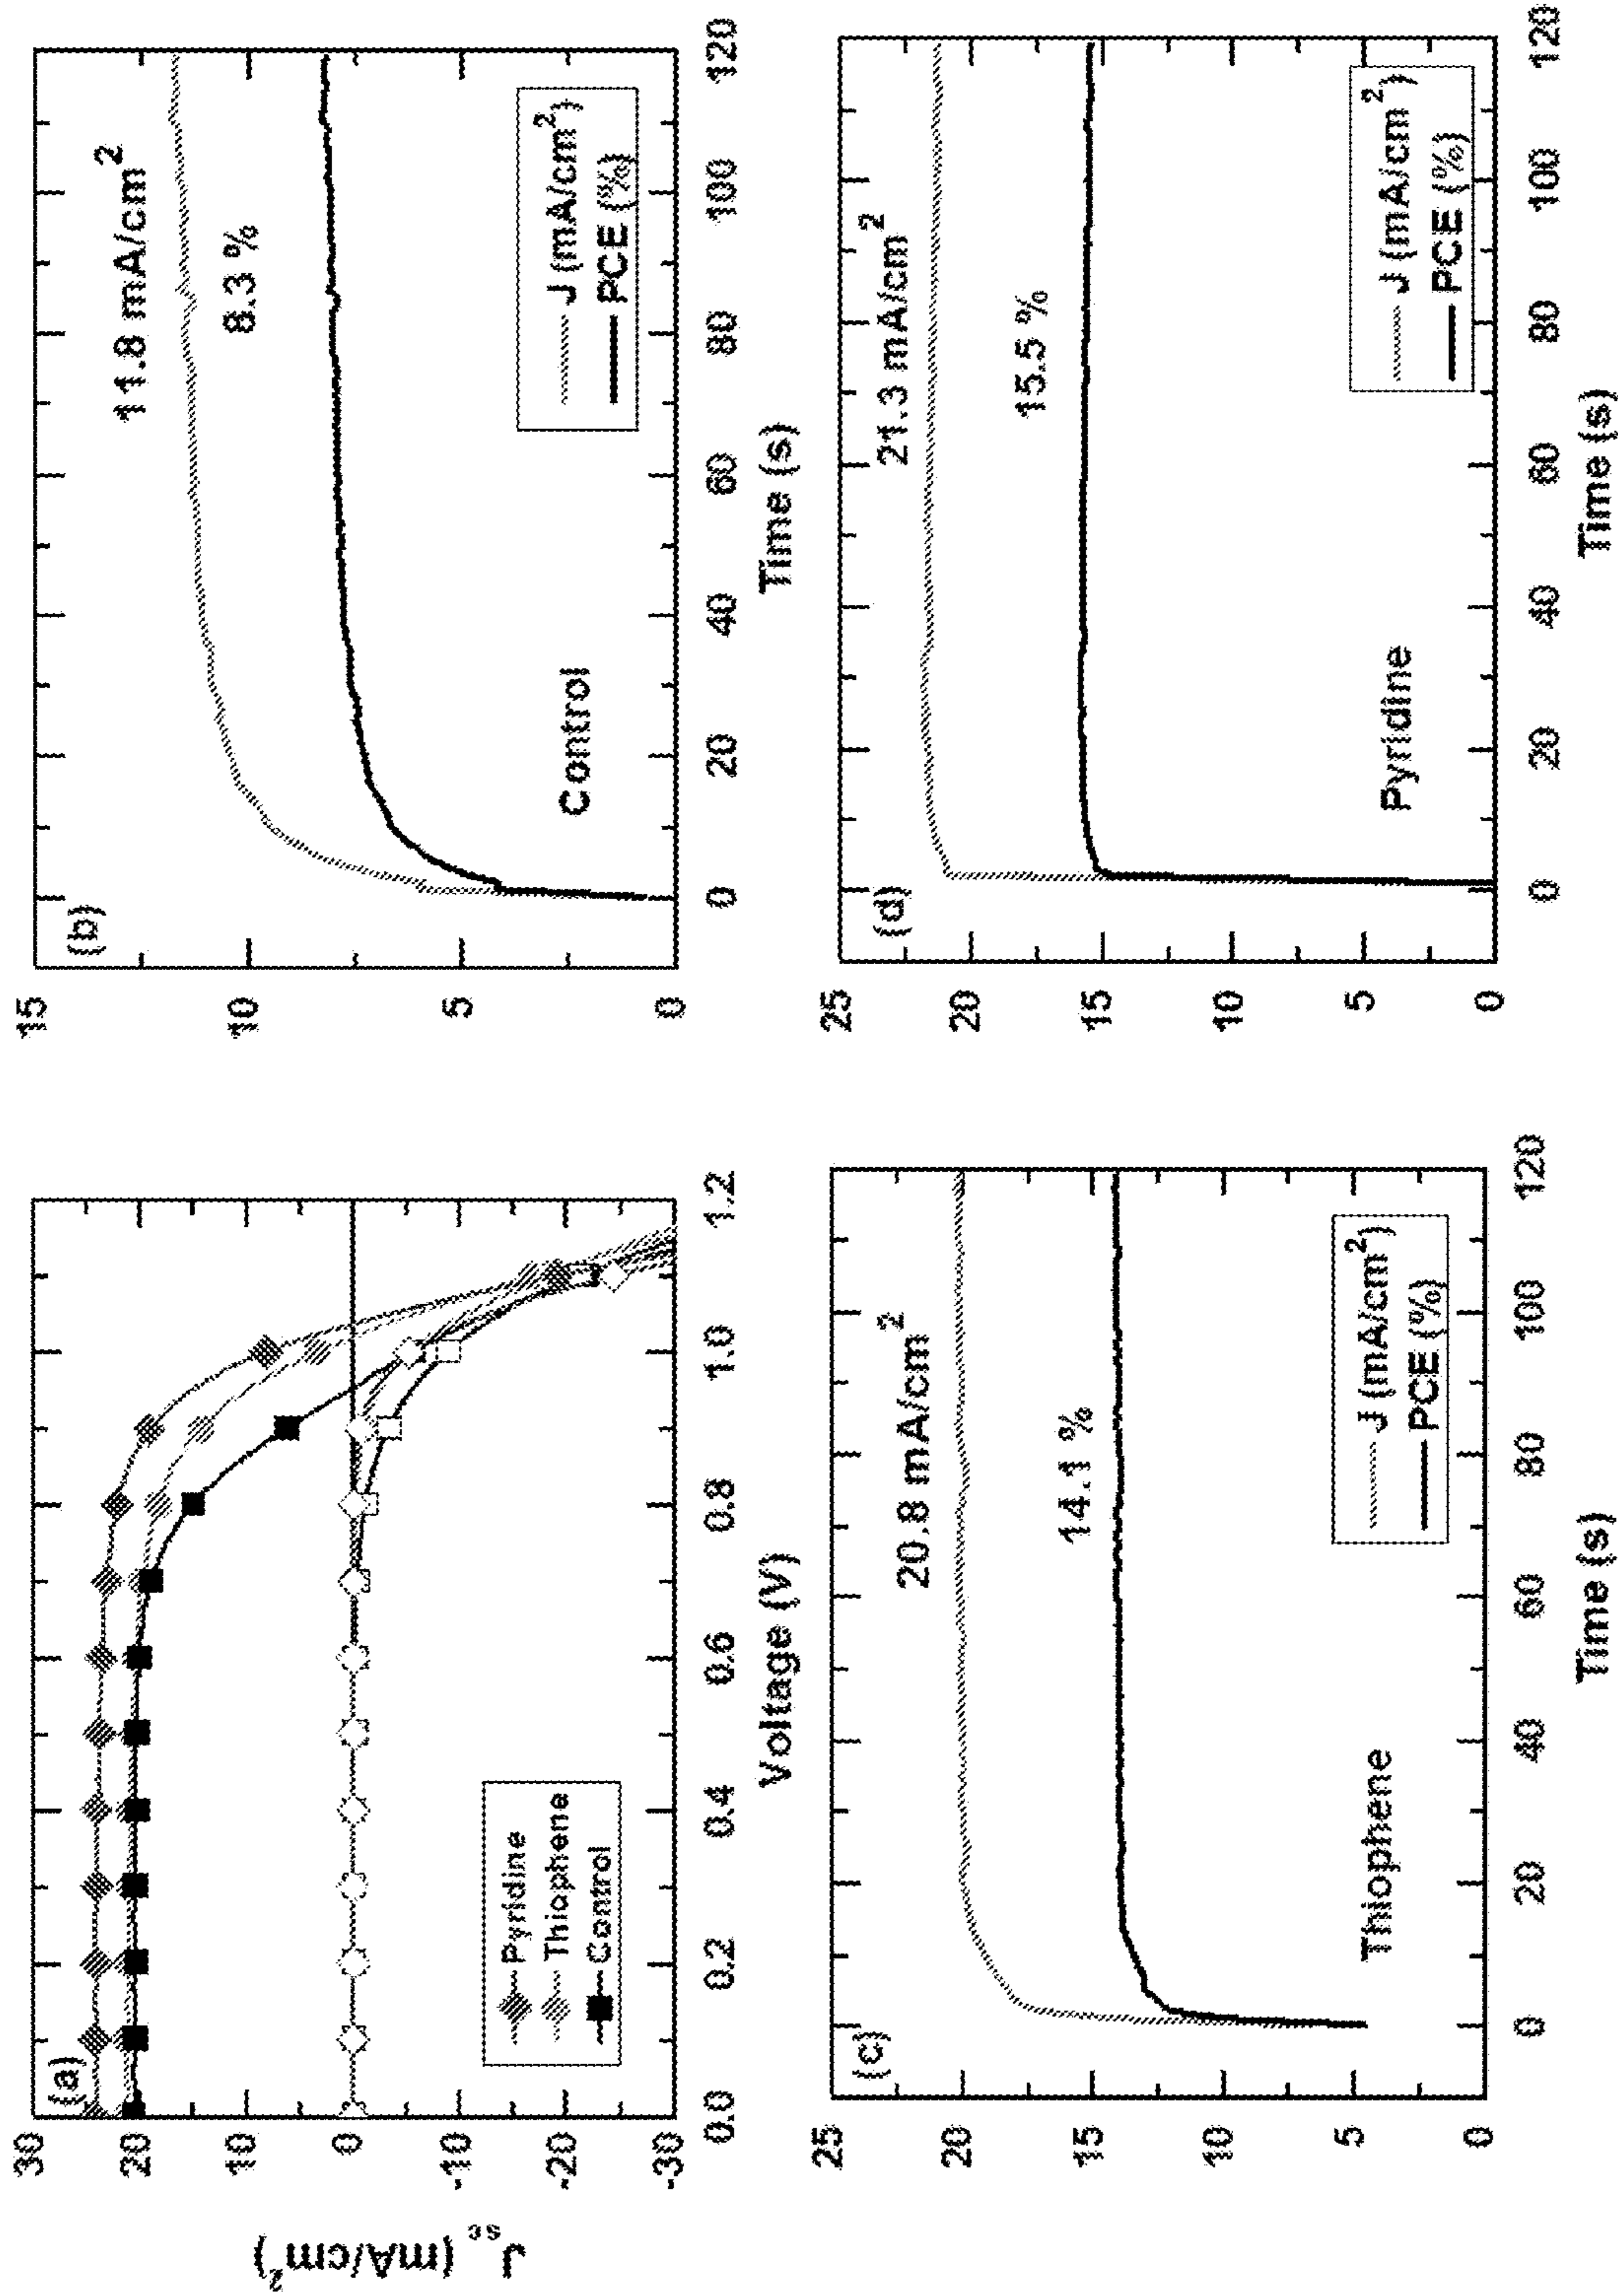 (a)
30
20
10
0
-10
-20
-30
J sc (mA/cm2)
Pyridine
Thiophene
Control
0.0 0.2 0.4 0.6 0.8 1.0 1.2
Voltage (V)
(b)
15
10
5
0
11.8 mA/cm2
8.3 %
Control
J (mA/cm2)
PCE (%)
0 20 40 60 80 100 120
Time (s)
(c)
25
20
15
10
5
0
20.8 mA/cm2
14.1 %
Thiophene
J (mA/cm2)
PCE (%)
0 20 40 60 80 100 120
Time (s)
(d)
25
20
15
10
5
0
21.3 mA/cm2
15.5 %
Pyridine
J (mA/cm2)
PCE (%)
0 20 40 60 80 100 120
Time (s)